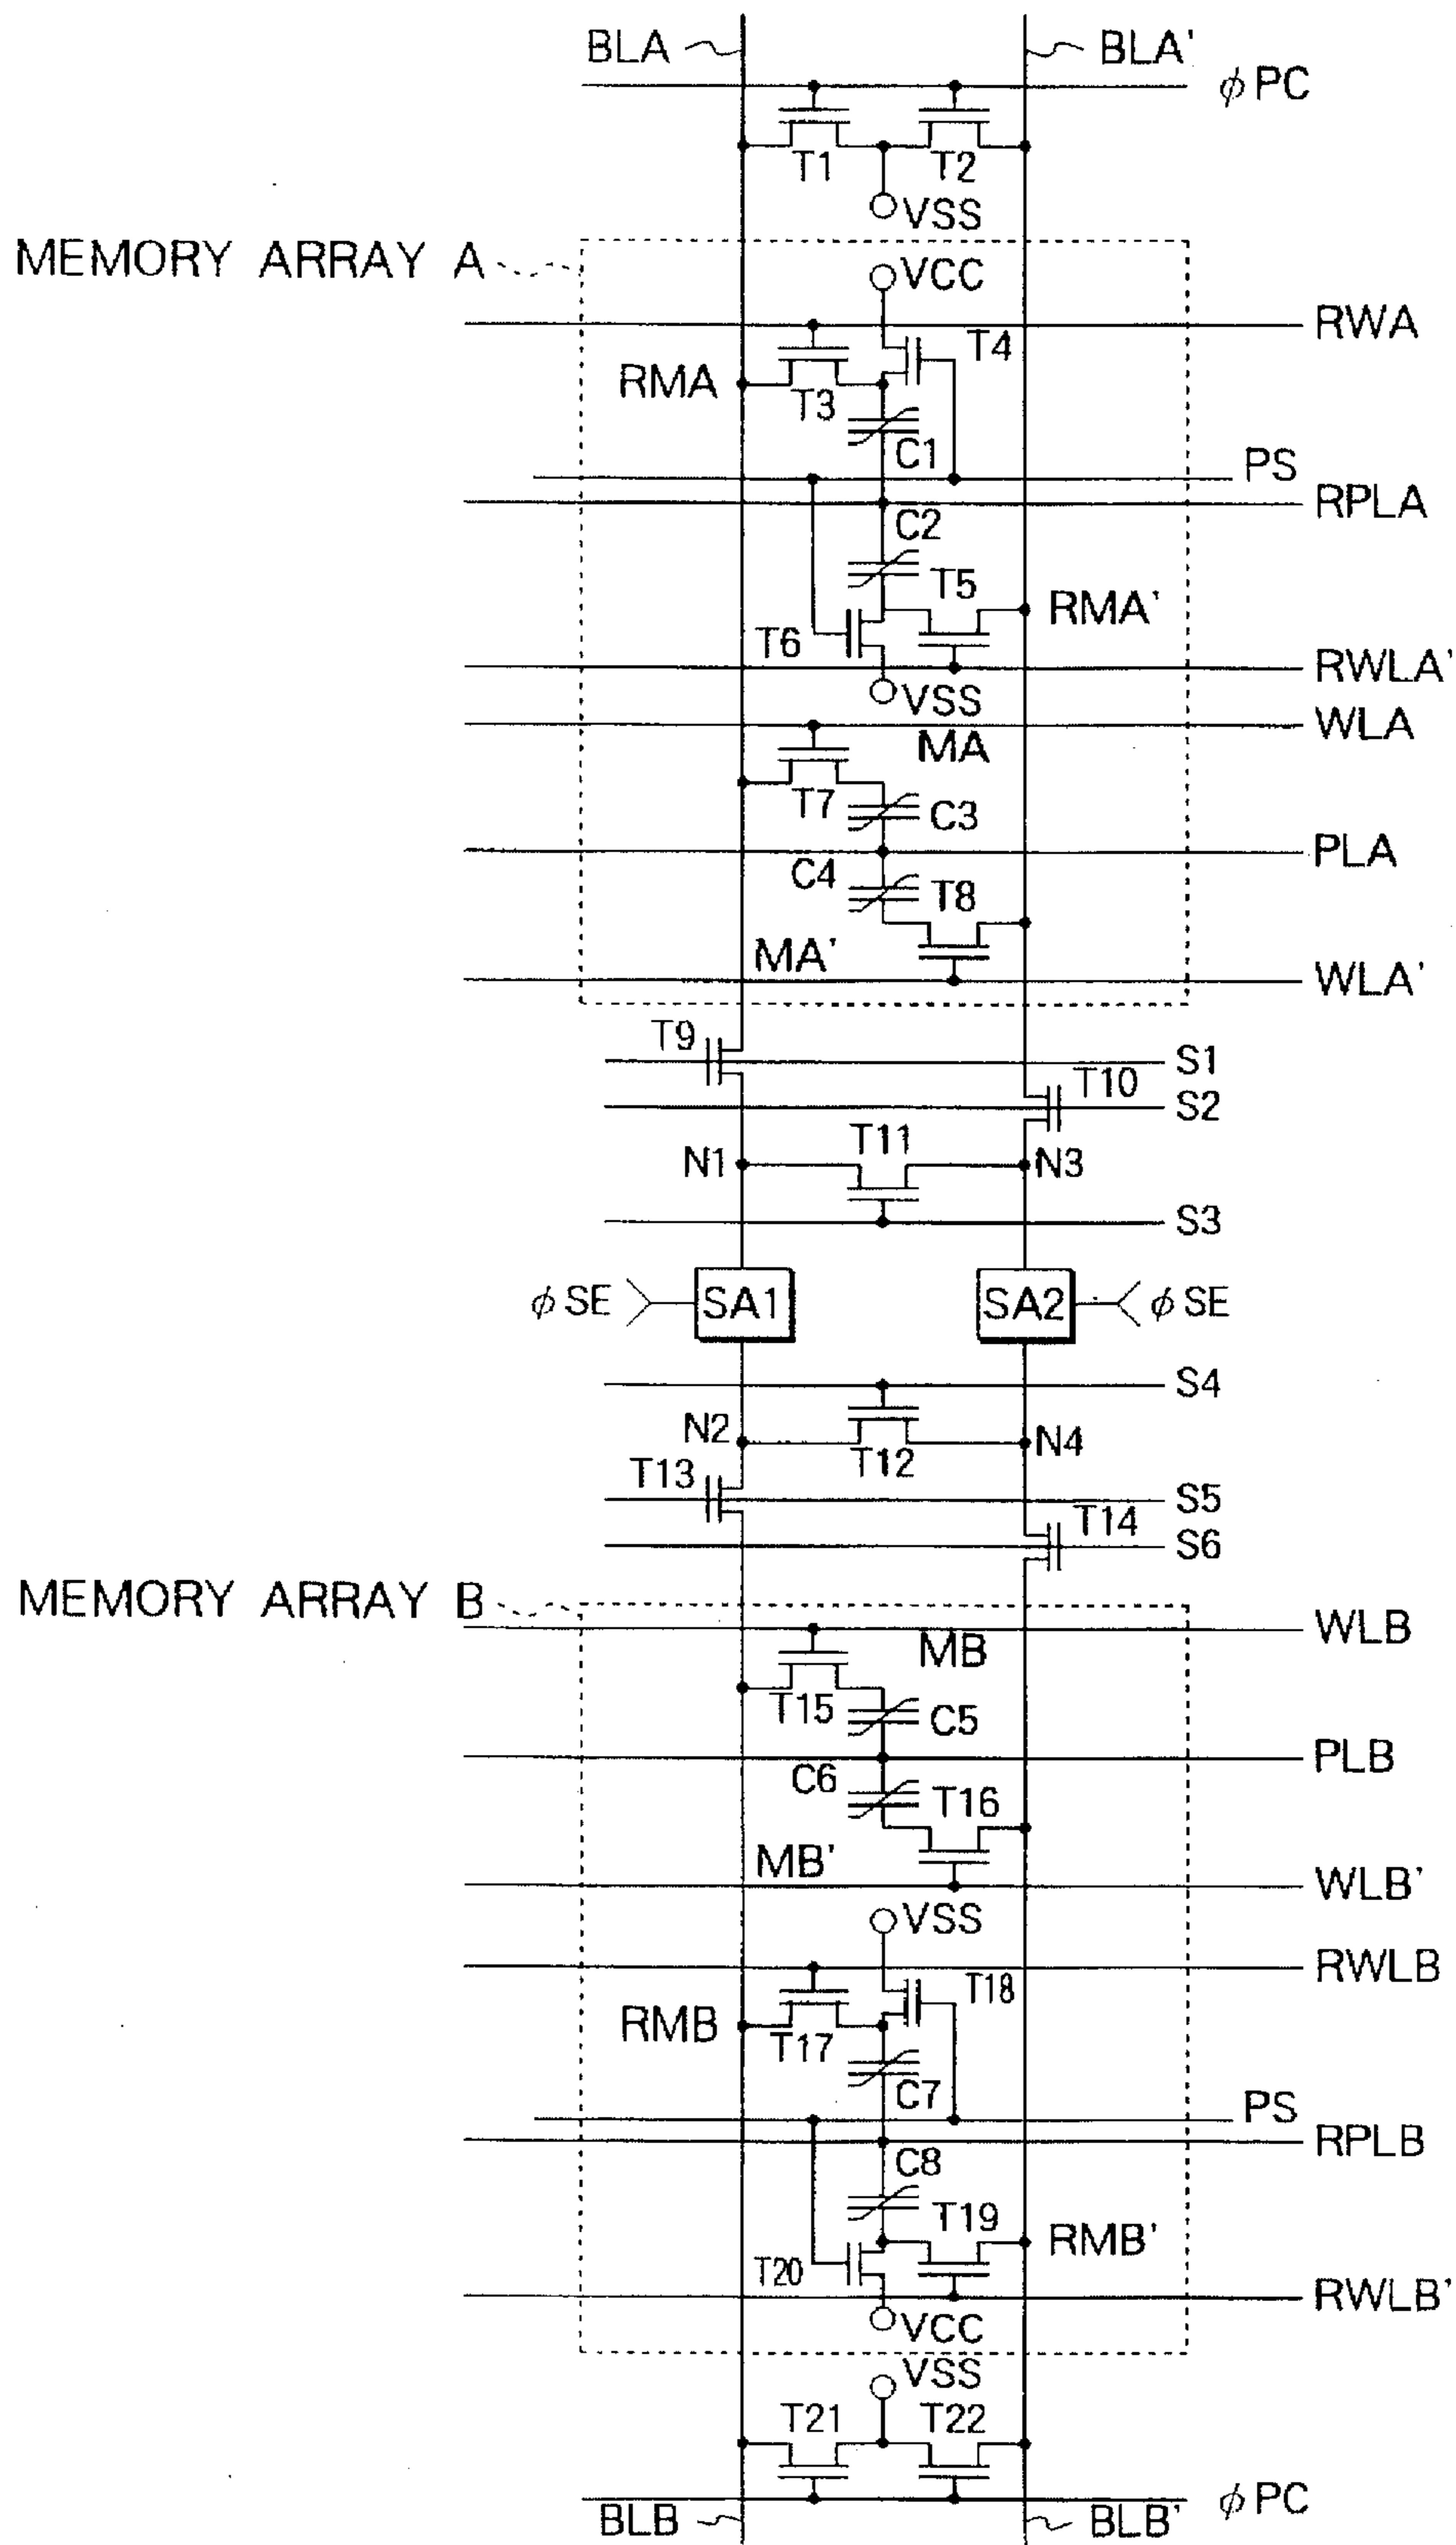 BLA BLA'
φPC
T1 T2
VSS
MEMORY ARRAY A
VCC
RWA
T4
RMA
T3
C1
PS
RPLA
C2
T5
RMA'
T6
RWLA'
VSS
WLA
MA
T7
C3
PLA
C4
T8
MA'
WLA'
T9
S1
T10
S2
T11
N1 N3
S3
φSE SA1 SA2 φSE
S4
N2 N4
T12
T13
S5
T14
S6
MEMORY ARRAY B
WLB
MB
T15
C5
PLB
C6
T16
MB'
WLB'
VSS
RWLB
T18
RMB
T17
C7
PS
RPLB
C8
T19
RMB'
T20
RWLB'
VCC
VSS
T21 T22
φPC
BLB BLB'